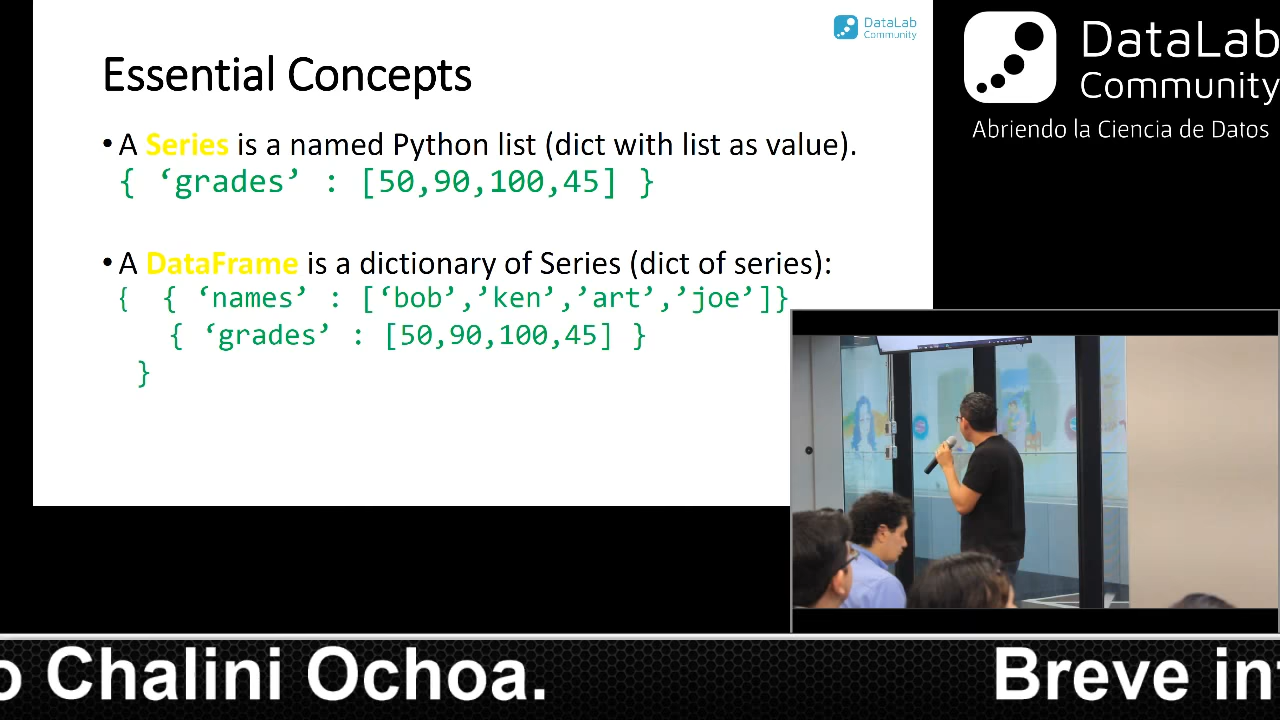 DataLab
Community
Essential Concepts
• A Series is a named Python list (dict with list as value).
{ ‘grades’ : [50,90,100,45] }
• A DataFrame is a dictionary of Series (dict of series):
{ { ‘names’ : [‘bob’,’ken’,’art’,’joe’]}
{ ‘grades’ : [50,90,100,45] }
}
DataLab
Community
Abriendo la Ciencia de Datos
o Chalini Ochoa.
Breve int